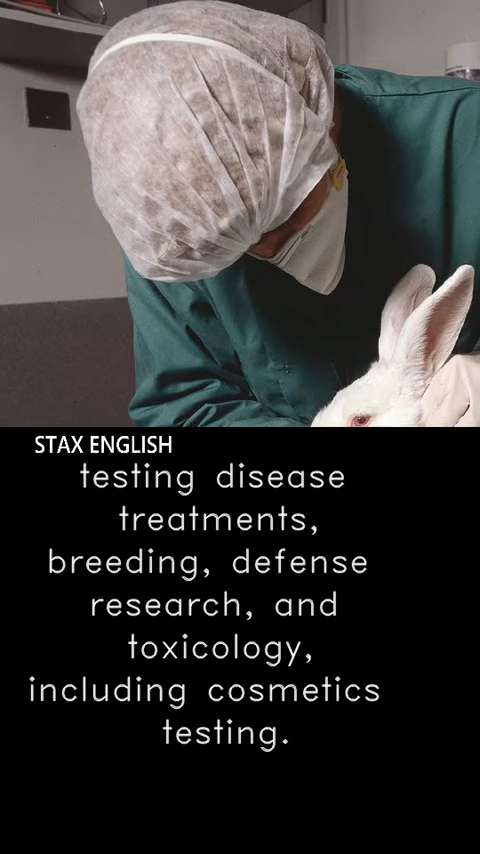 STAX ENGLISH
testing disease
treatments,
breeding, defense
research, and
toxicology,
including cosmetics
testing.